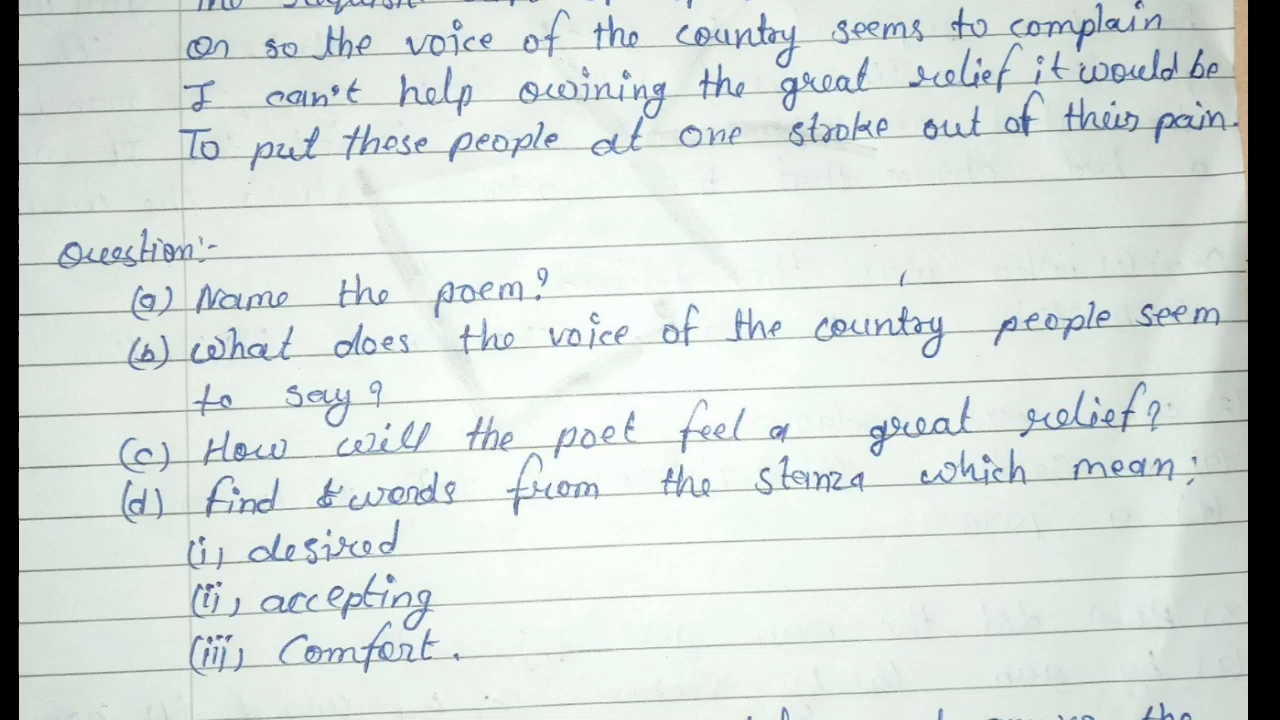 or so the voice of the country seems to complain
I can't help owining the great relief it would be
To put these people at one stroke out of their pain.
Question:-
(a) Name the poem?
(b) What does the voice of the country people seem
to say?
(c) How will the poet feel a great relief?
(d) find words from the stanza which mean:
(i) desired
(ii) accepting
(iii) Comfort.
the